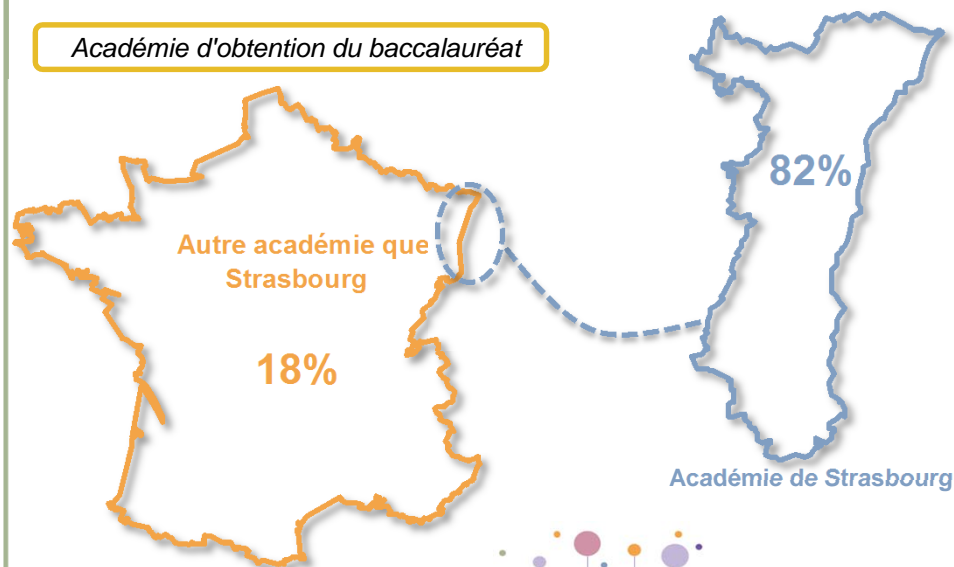 Académie d'obtention du baccalauréat
82%
Autre académie que
Strasbourg
18%
Académie de Strasbourg